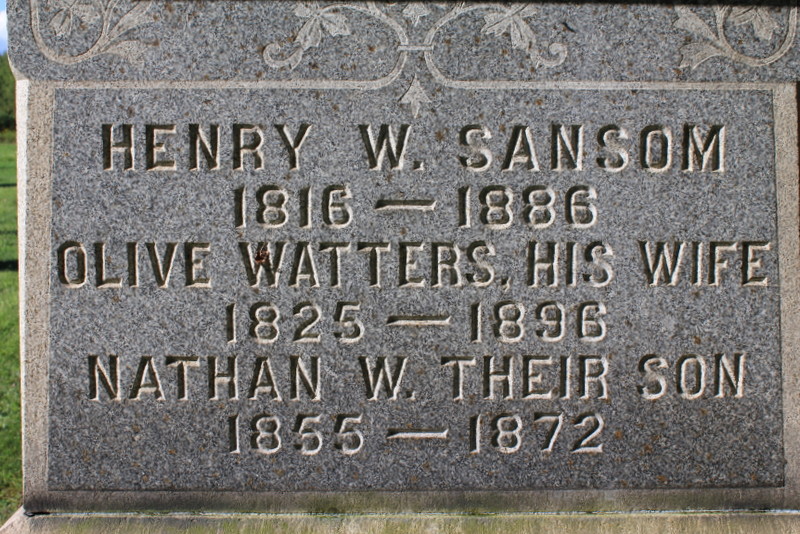 HENRY W. SANSOM
1816 — 1886
OLIVE WATTERS, HIS WIFE
1825 — 1896
NATHAN W. THEIR SON
1855 — 1872